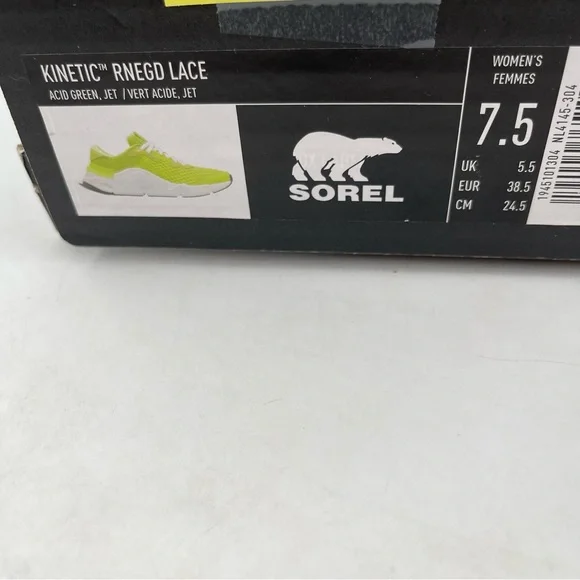 KINETIC™ RNEGD LACE
ACID GREEN, JET / VERT ACIDE, JET
SOREL
WOMEN'S
FEMMES
7.5
UK 5.5
EUR 38.5
CM 24.5
1945101304 NL4145-304